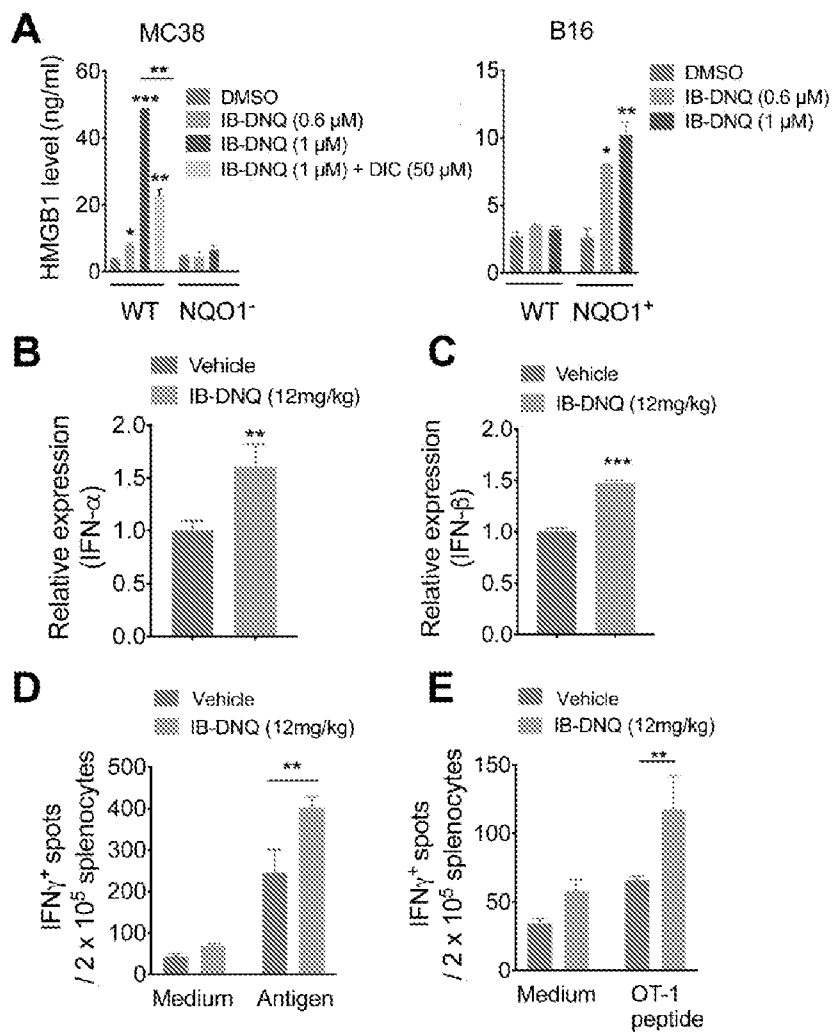 A
MC38
B16
HMGB1 level (ng/ml)
60
40
20
0
DMSO
IB-DNQ (0.6 μM)
IB-DNQ (1 μM)
IB-DNQ (1 μM) + DIC (50 μM)
*
***
**
**
WT
NQO1-
15
10
5
0
DMSO
IB-DNQ (0.6 μM)
IB-DNQ (1 μM)
*
**
WT
NQO1+
B
Vehicle
IB-DNQ (12mg/kg)
Relative expression
(IFN-α)
2.0
1.5
1.0
0.5
0.0
**
C
Vehicle
IB-DNQ (12mg/kg)
Relative expression
(IFN-β)
2.0
1.5
1.0
0.5
0.0
***
D
Vehicle
IB-DNQ (12mg/kg)
IFNγ+ spots
/ 2 x 10⁵ splenocytes
500
400
300
200
100
0
**
Medium
Antigen
E
Vehicle
IB-DNQ (12mg/kg)
IFNγ+ spots
/ 2 x 10⁵ splenocytes
150
100
50
0
**
Medium
OT-1
peptide